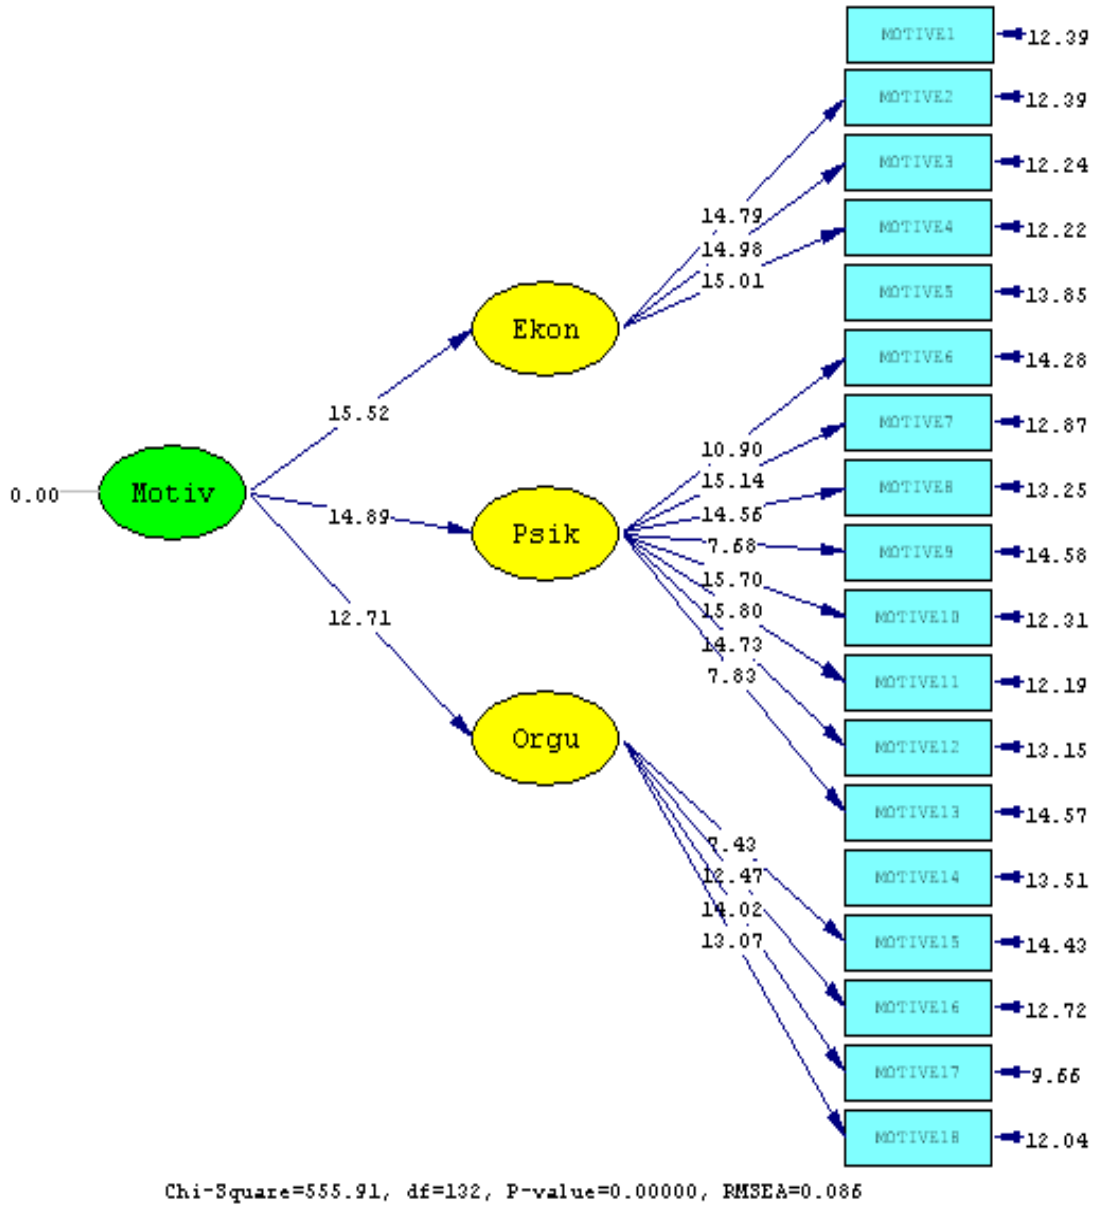 MOTIVE1 12.39
MOTIVE2 12.39
MOTIVE3 12.24
14.79
MOTIVE4 12.22
14.98
15.01
MOTIVE5 13.85
Ekon
MOTIVE6 14.28
15.52
MOTIVE7 12.87
10.90
15.14
0.00 Motiv
MOTIVE8 13.25
14.89
14.56
Psik
7.68
MOTIVE9 14.58
15.70
15.80
MOTIVE10 12.31
12.71
14.73
7.83
MOTIVE11 12.19
Orgu
MOTIVE12 13.15
MOTIVE13 14.57
7.43
12.47
MOTIVE14 13.51
14.02
13.07
MOTIVE15 14.43
MOTIVE16 12.72
MOTIVE17 9.66
MOTIVE18 12.04
Chi-Square=555.91, df=132, P-value=0.00000, RMSEA=0.086